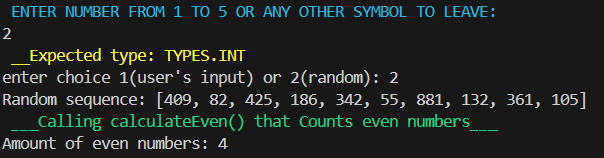 ENTER NUMBER FROM 1 TO 5 OR ANY OTHER SYMBOL TO LEAVE:
2
__Expected type: TYPES.INT
enter choice 1(user's input) or 2(random): 2
Random sequence: [409, 82, 425, 186, 342, 55, 881, 132, 361, 105]
___Calling calculateEven() that Counts even numbers___
Amount of even numbers: 4